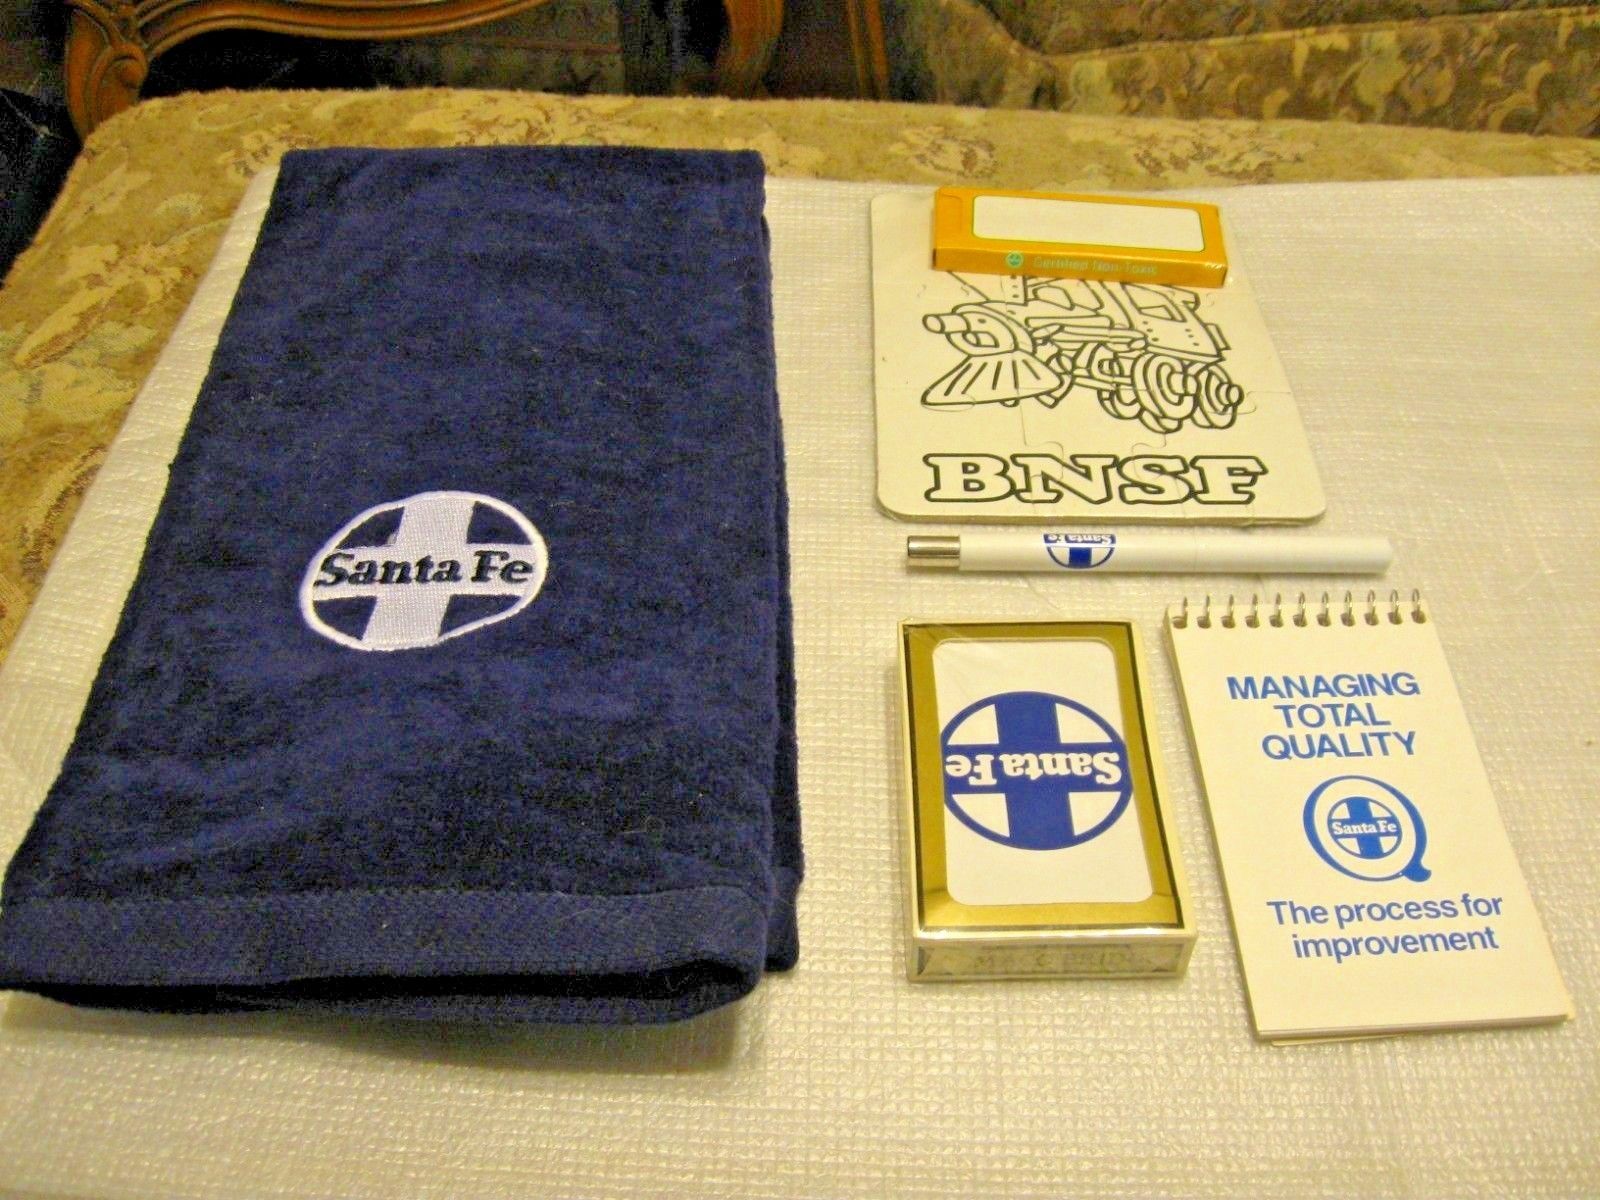 Santa Fe
Certified Non-Toxic
BNSF
Santa Fe
Santa Fe
MANAGING
TOTAL
QUALITY
Santa Fe
The process for
improvement